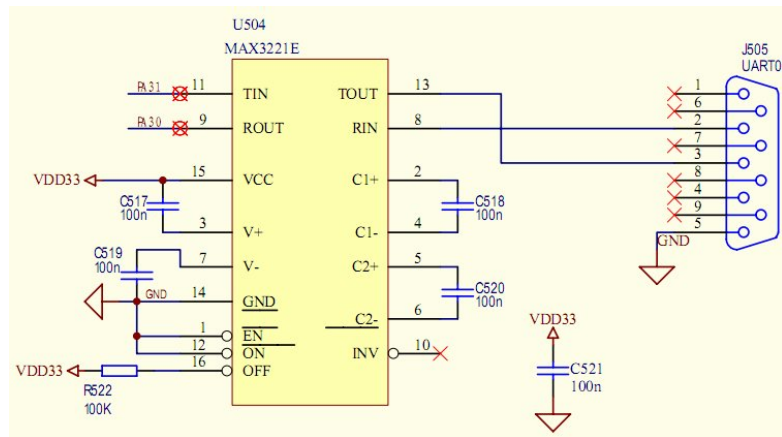 U504
MAX3221E
PA31
11
TIN
TOUT
13
PA30
9
ROUT
RIN
8
VDD33
15
VCC
C1+
2
C517
100n
C518
100n
3
V+
C1-
4
C519
100n
7
V-
C2+
5
C520
100n
GND
14
GND
C2-
6
1
EN
12
ON
INV
10
VDD33
16
OFF
R522
100K
VDD33
C521
100n
J505
UART0
1
6
2
7
3
8
4
9
5
GND